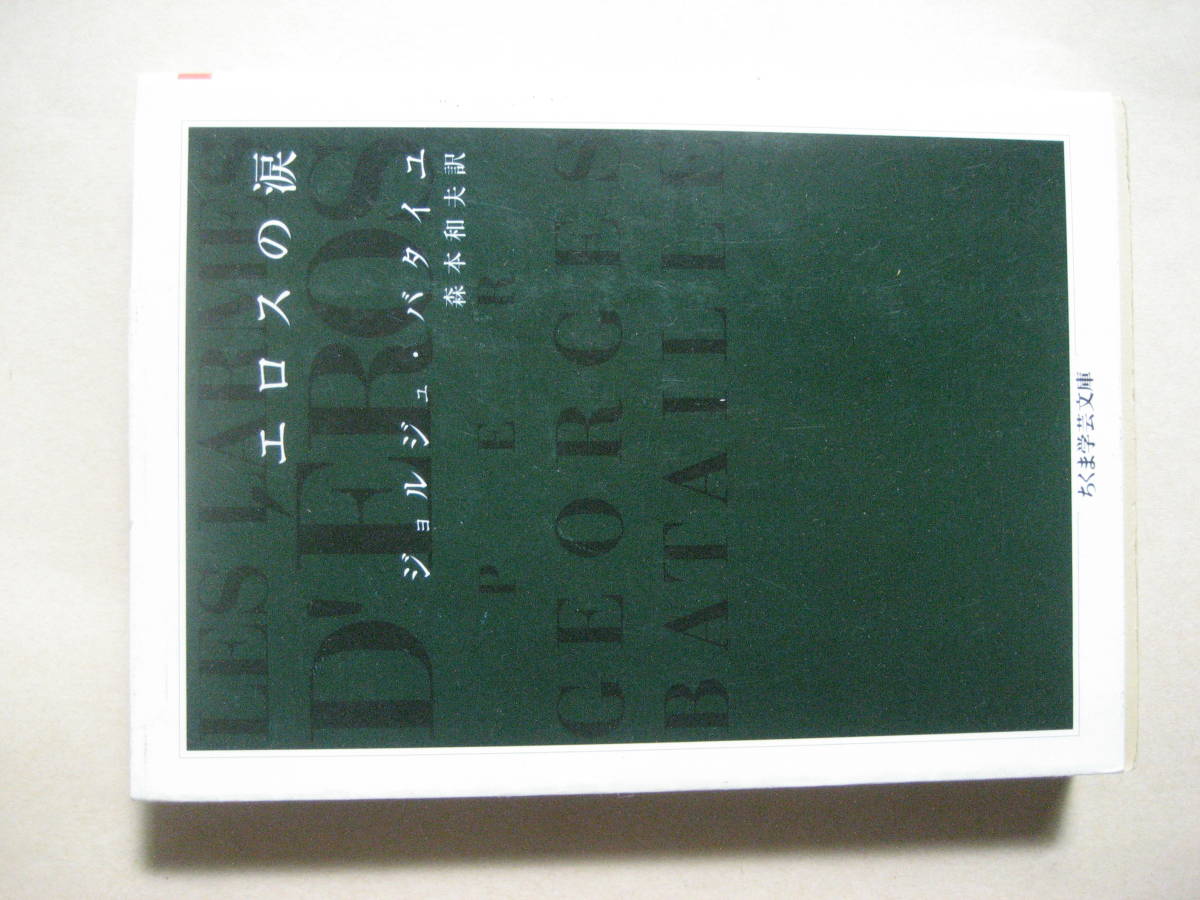 エロスの涙
ジョルジュ・バタイユ
森本和夫訳
LES LARMES
D'EROS
PER
GEORGES
BATAILLE
ちくま学芸文庫